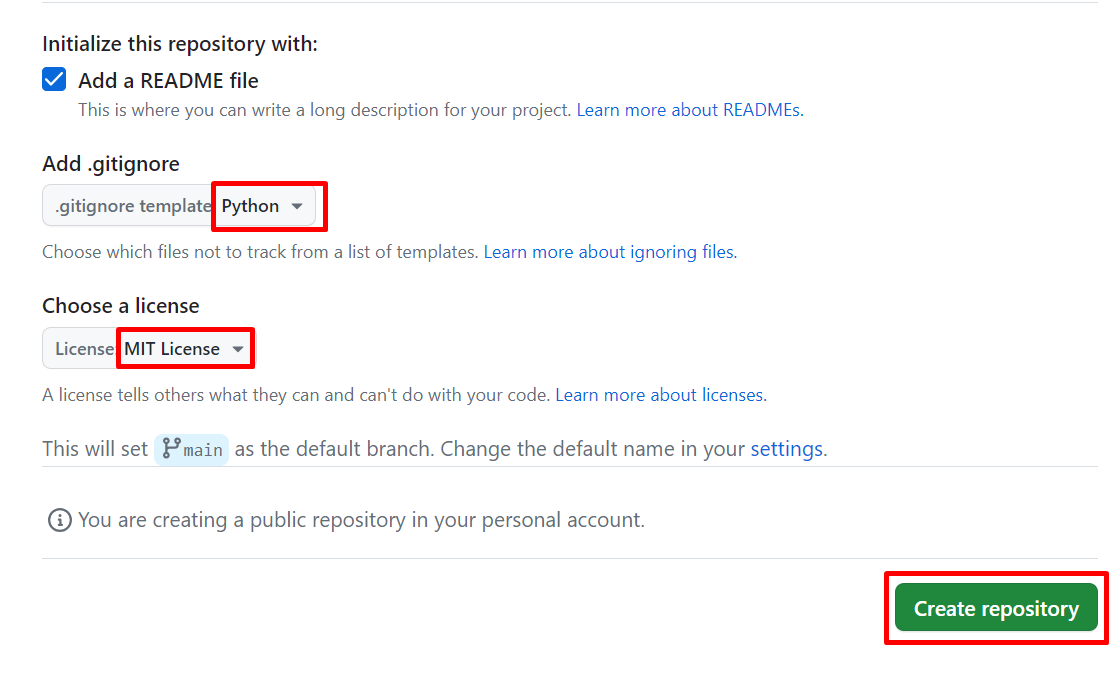 Initialize this repository with:
Add a README file
This is where you can write a long description for your project. Learn more about READMEs.
Add .gitignore
.gitignore template Python
Choose which files not to track from a list of templates. Learn more about ignoring files.
Choose a license
License: MIT License
A license tells others what they can and can't do with your code. Learn more about licenses.
This will set main as the default branch. Change the default name in your settings.
You are creating a public repository in your personal account.
Create repository